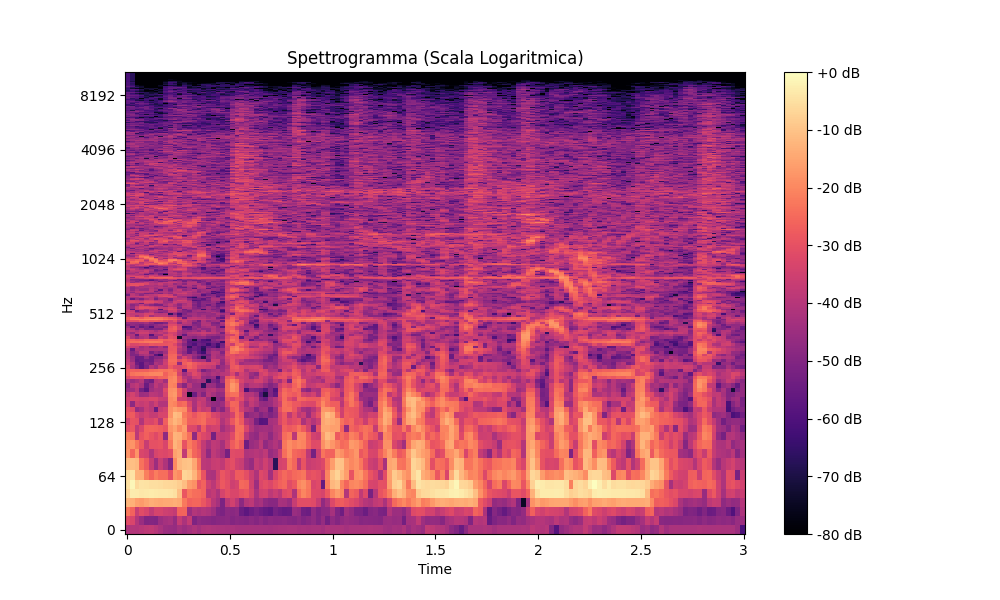 Spettrogramma (Scala Logaritmica)
8192
4096
2048
1024
512
256
128
64
0
Hz
0
0.5
1
1.5
2
2.5
3
Time
+0 dB
-10 dB
-20 dB
-30 dB
-40 dB
-50 dB
-60 dB
-70 dB
-80 dB